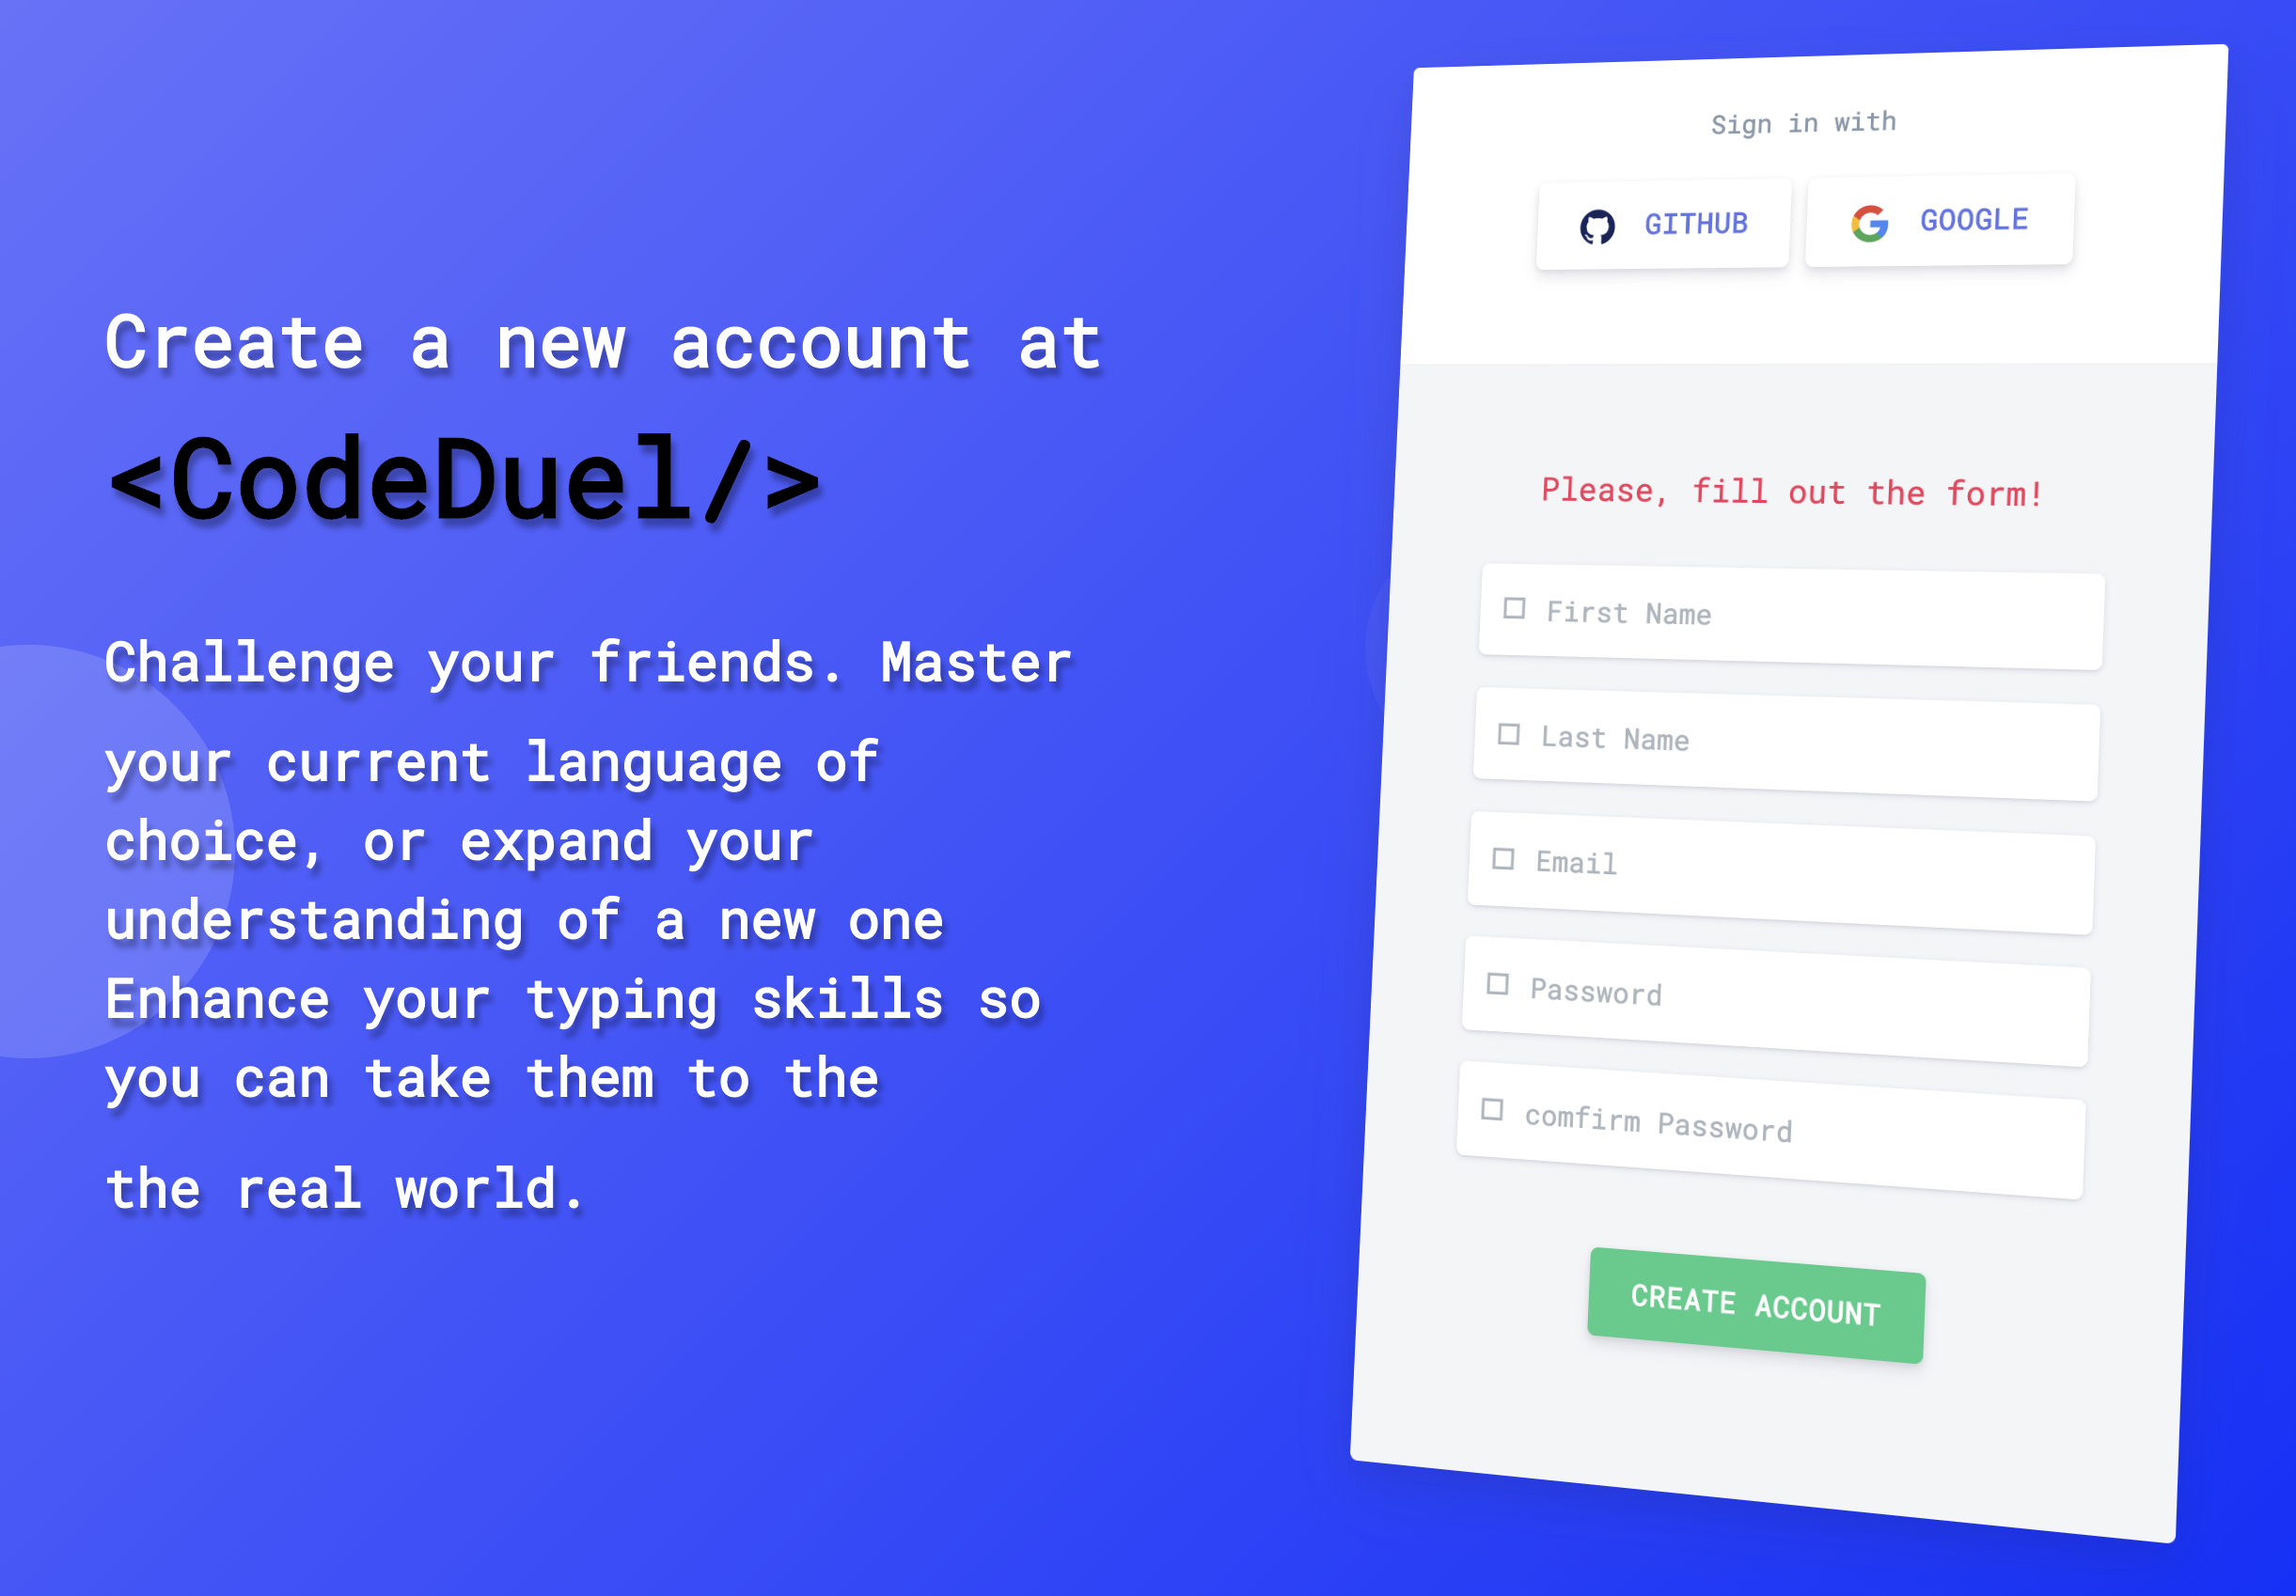 Create a new account at
<CodeDuel/>
Challenge your friends. Master
your current language of
choice, or expand your
understanding of a new one
Enhance your typing skills so
you can take them to the
the real world.
Sign in with
GITHUB
GOOGLE
Please, fill out the form!
First Name
Last Name
Email
Password
comfirm Password
CREATE ACCOUNT